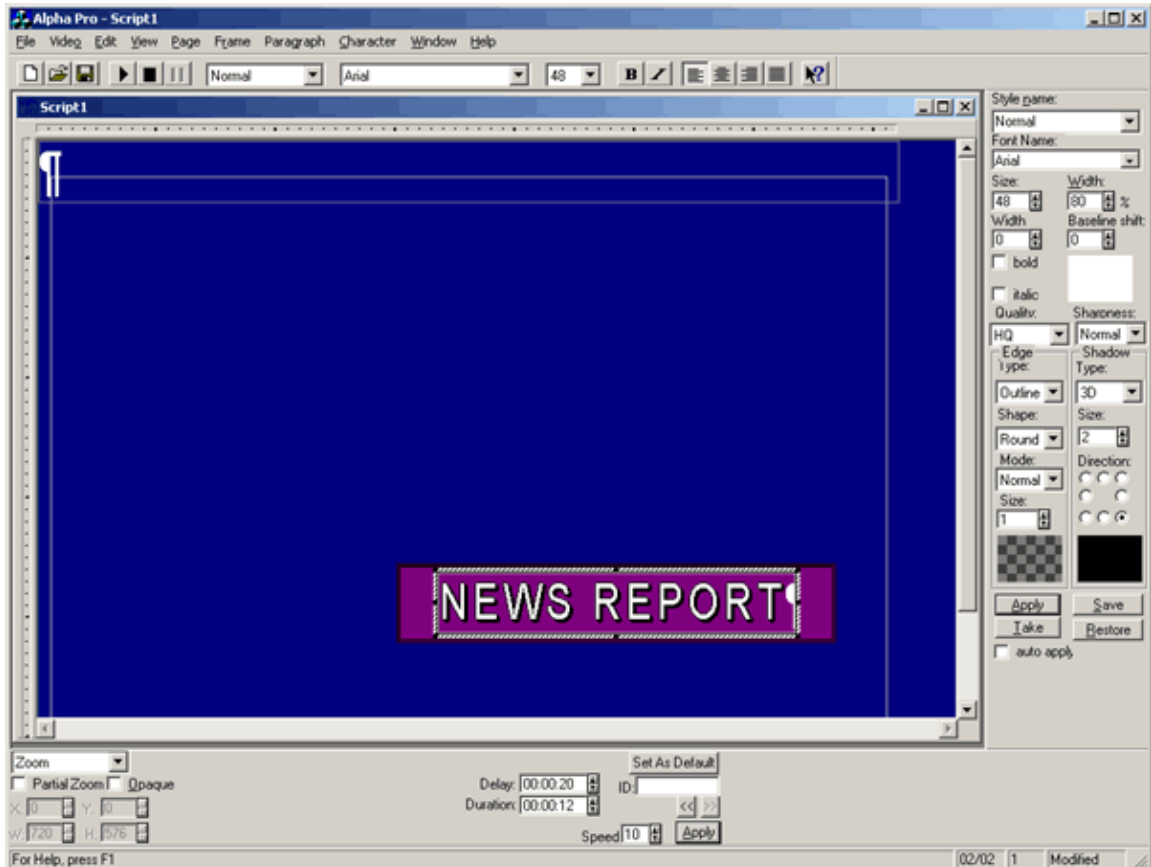 Alpha Pro - Script1
File Video Edit View Page Frame Paragraph Character Window Help
Normal Arial 48 B I
Script1
¶
NEWS REPORT¶
Style name:
Normal
Font Name:
Arial
Size: Width:
48 80 %
Width Baseline shift:
0 0
bold
italic
Quality: Sharpness:
HQ Normal
Edge Shadow
Type: Type:
Outline 3D
Shape: Size:
Round 2
Mode: Direction:
Normal
Size:
1
Apply Save
Take Restore
auto apply
Zoom Set As Default
Partial Zoom Opaque Delay: 00:00:20 ID:
X: 0 Y: 0 Duration: 00:00:12 << >>
W: 720 H: 576 Speed 10 Apply
For Help, press F1 02/02 1 Modified